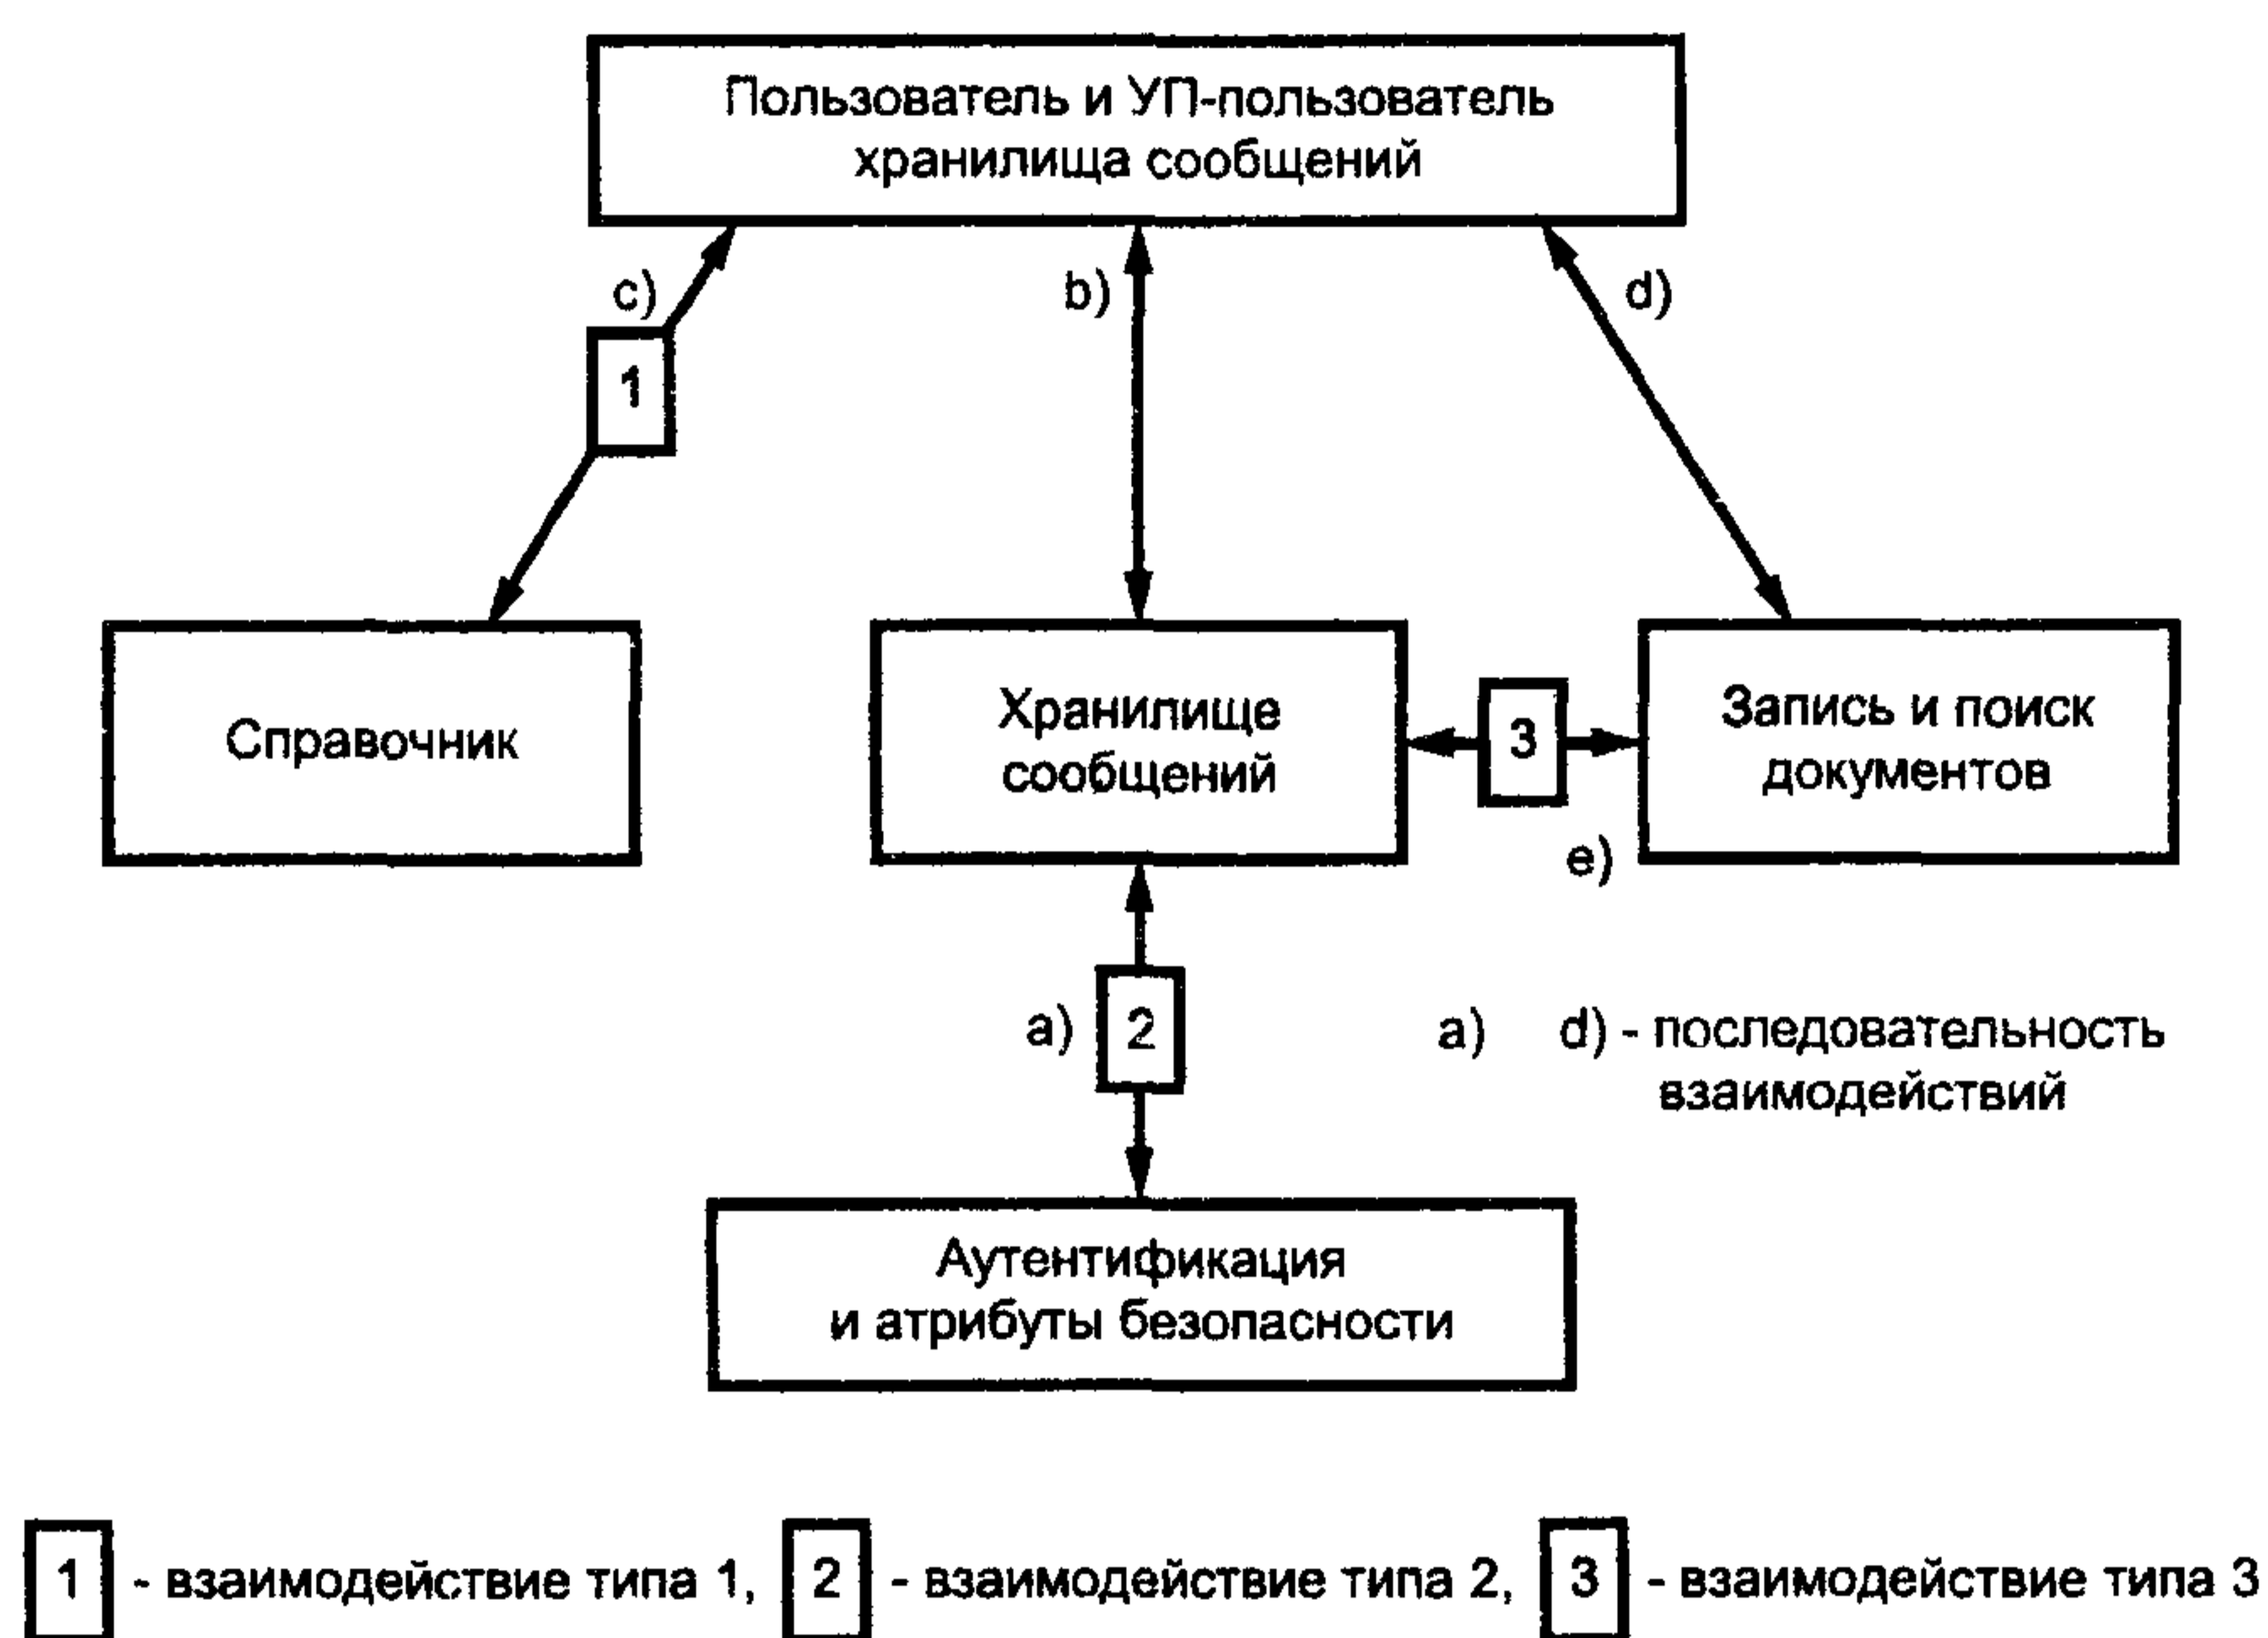 Пользователь и УП-пользователь
хранилища сообщений
c)
b)
d)
1
Справочник
Хранилище
сообщений
3
Запись и поиск
документов
e)
a)
2
a) d) - последовательность
взаимодействий
Аутентификация
и атрибуты безопасности
1 - взаимодействие типа 1, 2 - взаимодействие типа 2, 3 - взаимодействие типа 3